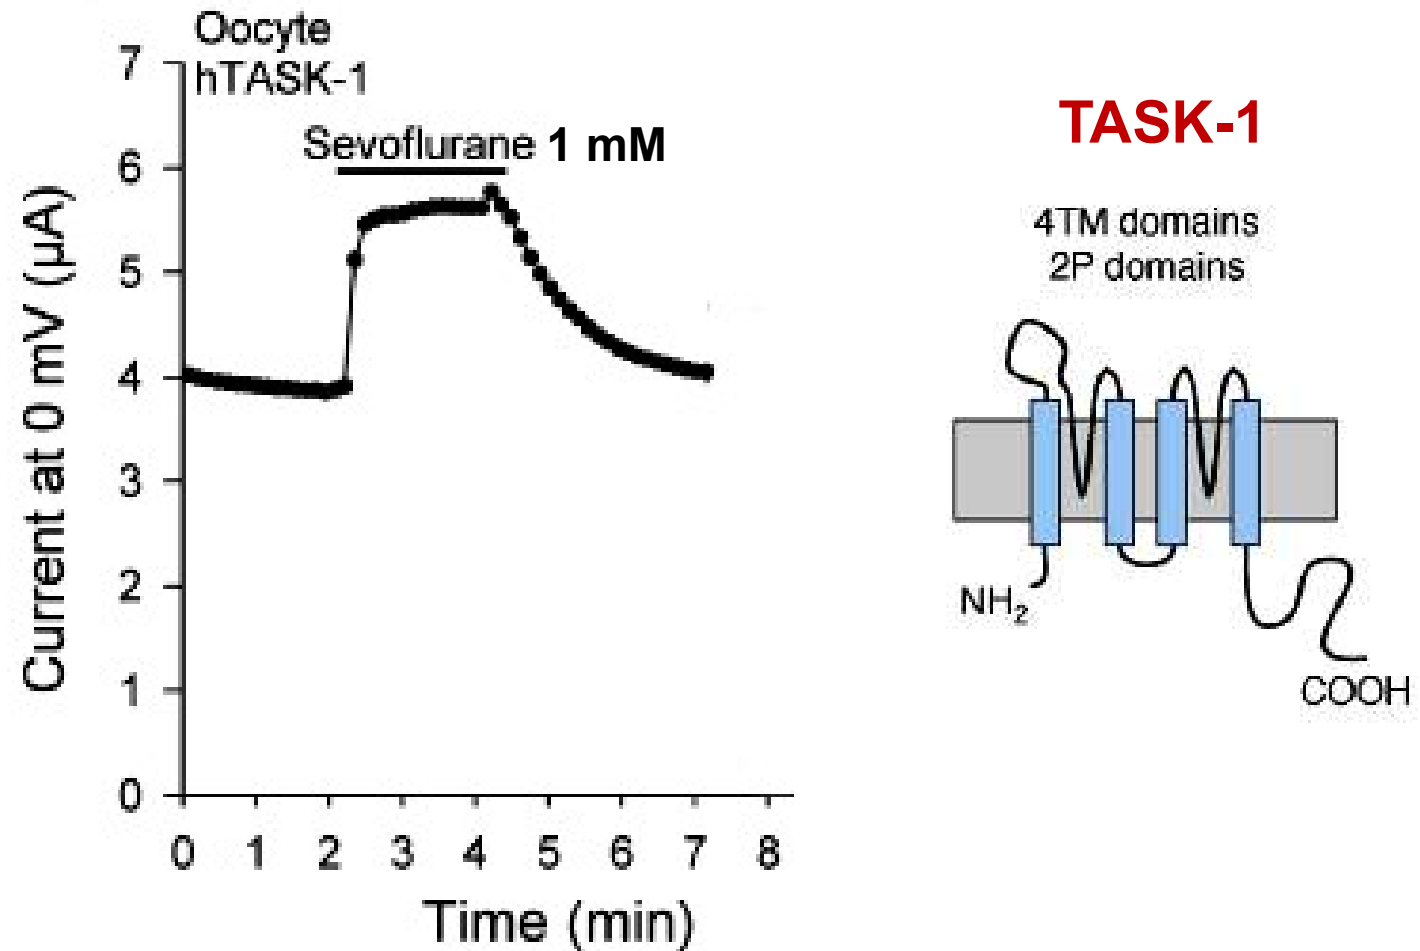 Oocyte
hTASK-1
Sevoflurane 1 mM
7
6
5
4
3
2
1
0
Current at 0 mV (µA)
0 1 2 3 4 5 6 7 8
Time (min)
TASK-1
4TM domains
2P domains
NH₂
COOH